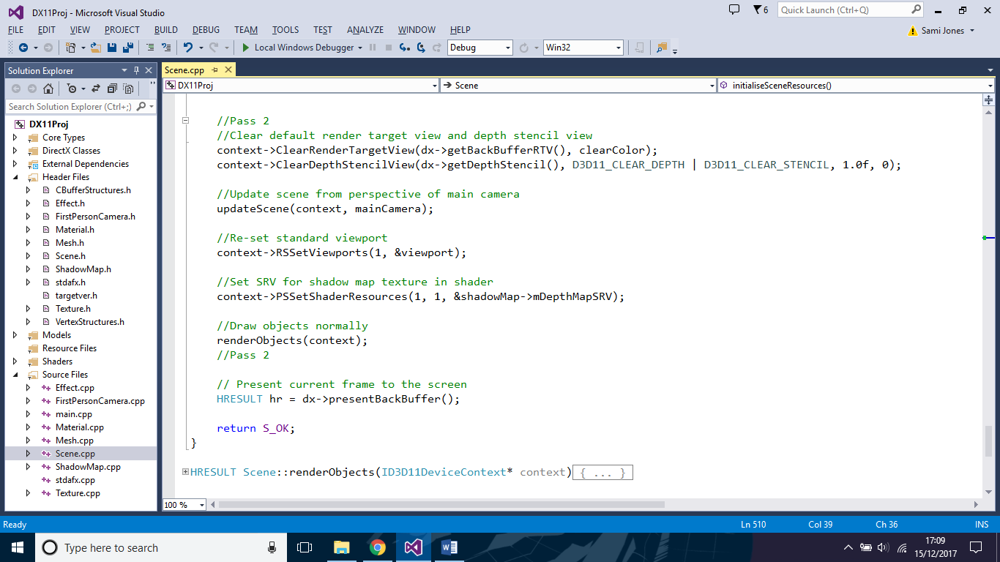 DX11Proj - Microsoft Visual Studio
6
Quick Launch (Ctrl+Q)
FILE EDIT VIEW PROJECT BUILD DEBUG TEAM TOOLS TEST ANALYZE WINDOW HELP
Sami Jones
Local Windows Debugger
Debug
Win32
Solution Explorer
Search Solution Explorer (Ctrl+;)
DX11Proj
Core Types
DirectX Classes
External Dependencies
Header Files
CBufferStructures.h
Effect.h
FirstPersonCamera.h
Material.h
Mesh.h
Scene.h
ShadowMap.h
stdafx.h
targetver.h
Texture.h
VertexStructures.h
Models
Resource Files
Shaders
Source Files
Effect.cpp
FirstPersonCamera.cpp
main.cpp
Material.cpp
Mesh.cpp
Scene.cpp
ShadowMap.cpp
stdafx.cpp
Texture.cpp
Scene.cpp
DX11Proj
Scene
initialiseSceneResources()
//Pass 2
//Clear default render target view and depth stencil view
context->ClearRenderTargetView(dx->getBackBufferRTV(), clearColor);
context->ClearDepthStencilView(dx->getDepthStencil(), D3D11_CLEAR_DEPTH | D3D11_CLEAR_STENCIL, 1.0f, 0);
//Update scene from perspective of main camera
updateScene(context, mainCamera);
//Re-set standard viewport
context->RSSetViewports(1, &viewport);
//Set SRV for shadow map texture in shader
context->PSSetShaderResources(1, 1, &shadowMap->mDepthMapSRV);
//Draw objects normally
renderObjects(context);
//Pass 2
// Present current frame to the screen
HRESULT hr = dx->presentBackBuffer();
return S_OK;
}
HRESULT Scene::renderObjects(ID3D11DeviceContext* context){ ... }
100 %
Ready
Ln 510
Col 39
Ch 36
INS
Type here to search
17:09
15/12/2017